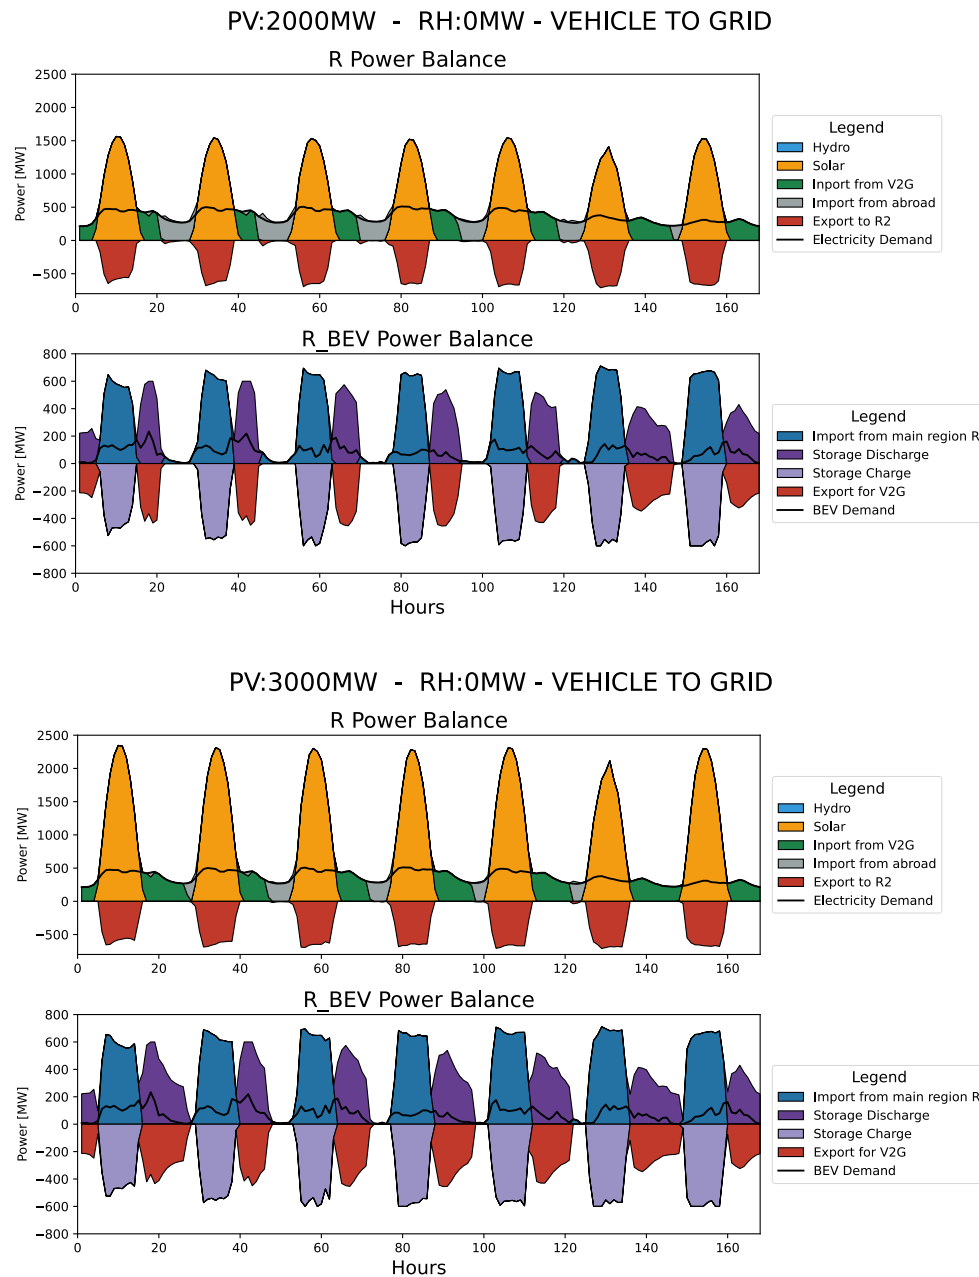 PV:2000MW - RH:0MW - VEHICLE TO GRID
R Power Balance
2500
2000
1500
1000
500
0
−500
Power [MW]
0 20 40 60 80 100 120 140 160
Legend
Hydro
Solar
Inport from V2G
Import from abroad
Export to R2
Electricity Demand
R_BEV Power Balance
800
600
400
200
0
−200
−400
−600
−800
Power [MW]
0 20 40 60 80 100 120 140 160
Hours
Legend
Import from main region R
Storage Discharge
Storage Charge
Export for V2G
BEV Demand
PV:3000MW - RH:0MW - VEHICLE TO GRID
R Power Balance
2500
2000
1500
1000
500
0
−500
Power [MW]
0 20 40 60 80 100 120 140 160
Legend
Hydro
Solar
Inport from V2G
Import from abroad
Export to R2
Electricity Demand
R_BEV Power Balance
800
600
400
200
0
−200
−400
−600
−800
Power [MW]
0 20 40 60 80 100 120 140 160
Hours
Legend
Import from main region R
Storage Discharge
Storage Charge
Export for V2G
BEV Demand